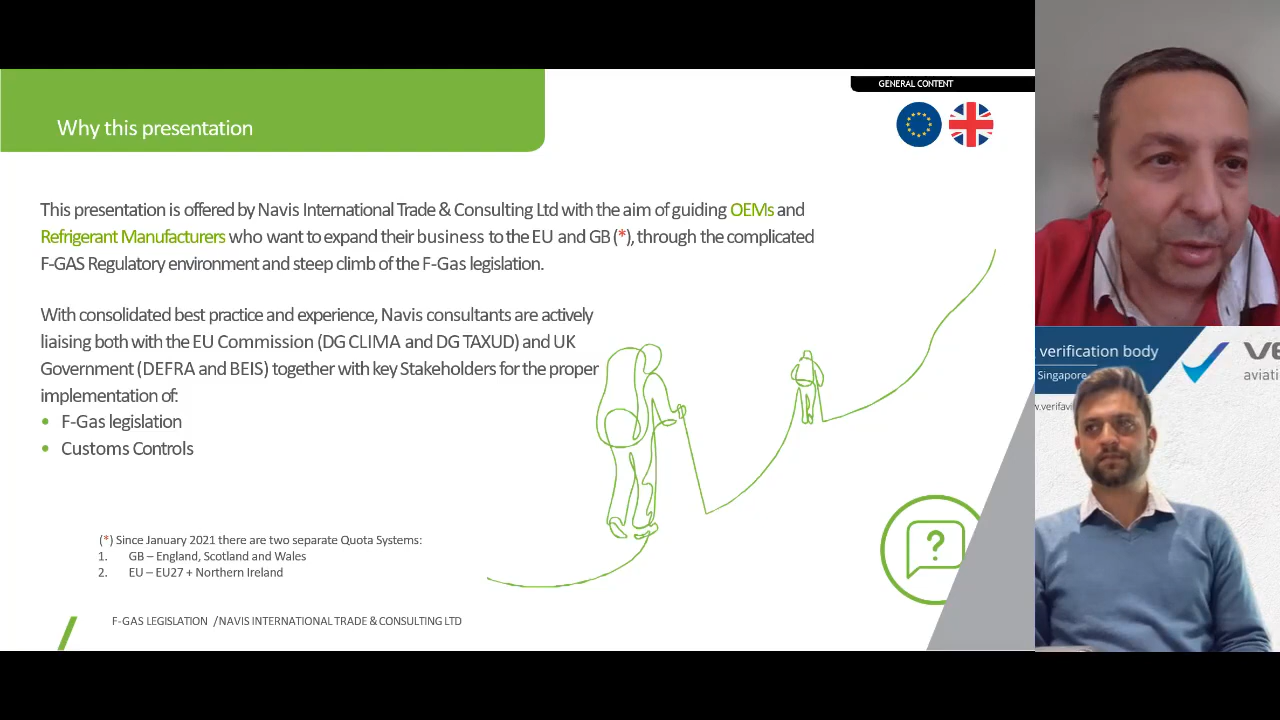 GENERAL CONTENT
Why this presentation
This presentation is offered by Navis International Trade & Consulting Ltd with the aim of guiding OEMs and
Refrigerant Manufacturers who want to expand their business to the EU and GB (*), through the complicated
F-GAS Regulatory environment and steep climb of the F-Gas legislation.
With consolidated best practice and experience, Navis consultants are actively
liaising both with the EU Commission (DG CLIMA and DG TAXUD) and UK
Government (DEFRA and BEIS) together with key Stakeholders for the proper
implementation of:
• F-Gas legislation
• Customs Controls
?
(*) Since January 2021 there are two separate Quota Systems:
1. GB – England, Scotland and Wales
2. EU – EU27 + Northern Ireland
F-GAS LEGISLATION /NAVIS INTERNATIONAL TRADE & CONSULTING LTD
verification body
Singapore
VE
aviati
w.verifavi